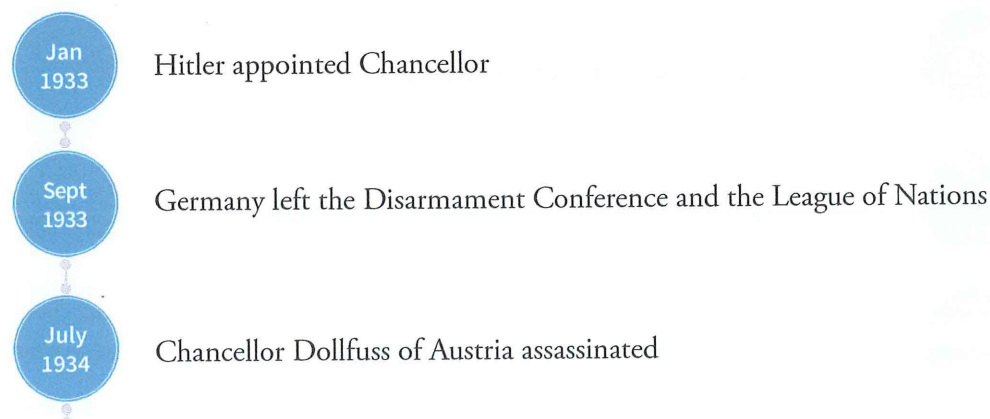 Jan
1933
Hitler appointed Chancellor
Sept
1933
Germany left the Disarmament Conference and the League of Nations
July
1934
Chancellor Dollfuss of Austria assassinated